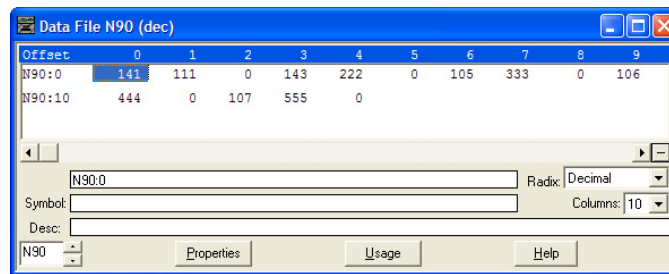 Data File N90 (dec)
Offset 0 1 2 3 4 5 6 7 8 9
N90:0 141 111 0 143 222 0 105 333 0 106
N90:10 444 0 107 555 0
N90:0 Radix: Decimal
Symbol: Columns: 10
Desc:
N90 Properties Usage Help